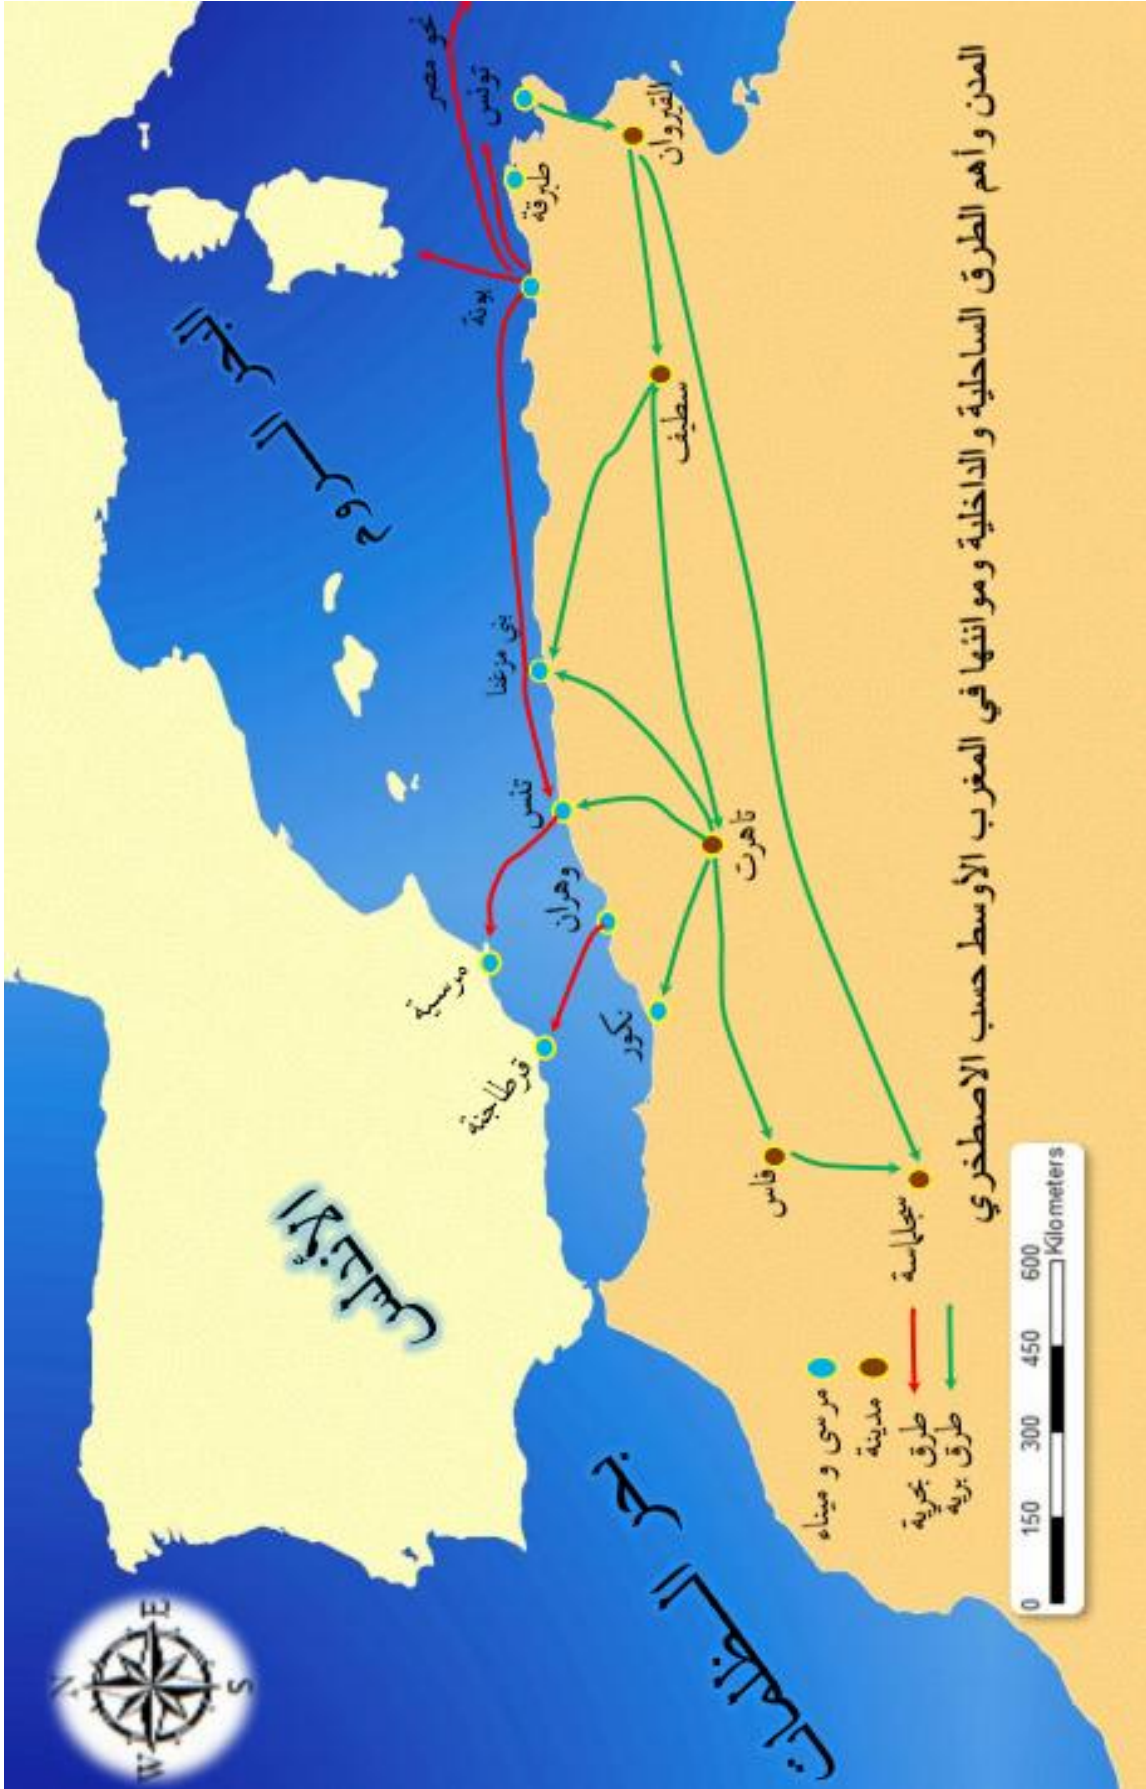 المدن وأهم الطرق الساحلية والداخلية وموانئها في المغرب الأوسط حسب الاصطخري
البحر الروم
الأندلس
بحر الظلمات
نحو مصر
تونس
طبرقة
بونة
القيروان
سطيف
بني مزغنا
تنس
تاهرت
وهران
نكور
مرسية
قرطاجنة
فاس
سجلماسة
مرسى و ميناء
مدينة
طرق بحرية
طرق برية
0 150 300 450 600
Kilometers
N
W E
S